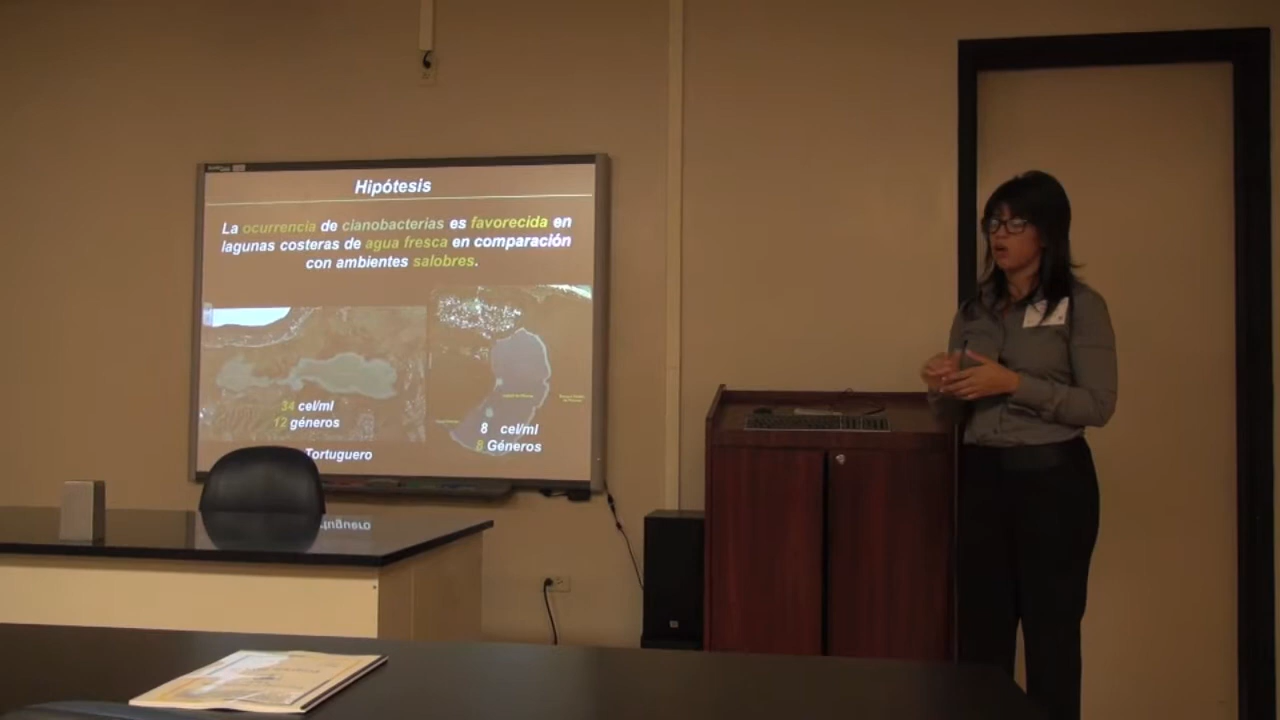 Hipótesis
La ocurrencia de cianobacterias es favorecida en
lagunas costeras de agua fresca en comparación
con ambientes salobres.
34 cel/ml
12 géneros
Tortuguero
8 cel/ml
8 Géneros